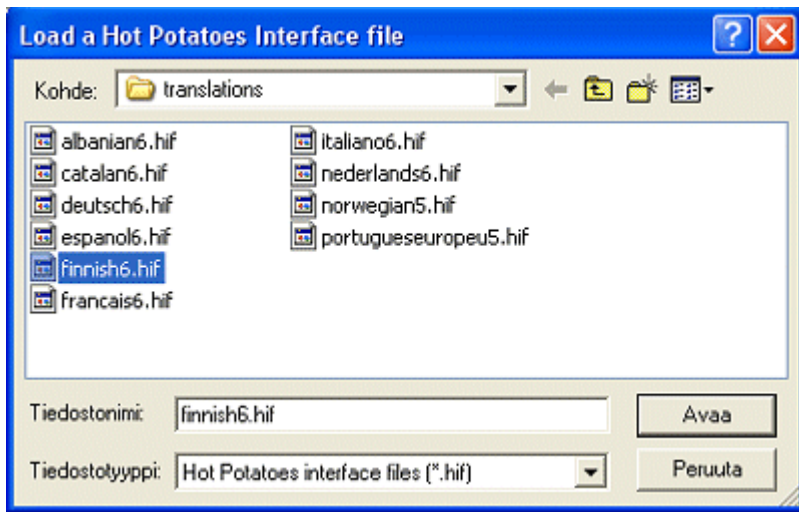 Load a Hot Potatoes Interface file
Kohde: translations
albanian6.hif
catalan6.hif
deutsch6.hif
espanol6.hif
finnish6.hif
francais6.hif
italiano6.hif
nederlands6.hif
norwegian5.hif
portugueseuropeu5.hif
Tiedostonimi: finnish6.hif
Avaa
Tiedostotyyppi: Hot Potatoes interface files (*.hif)
Peruuta